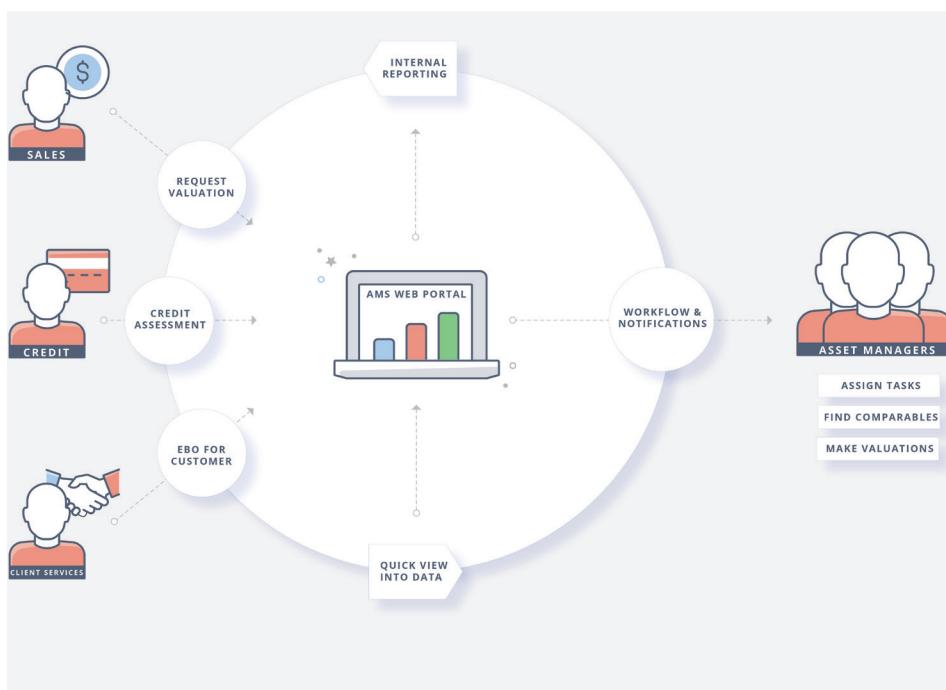 INTERNAL
REPORTING
$
SALES
REQUEST
VALUATION
AMS WEB PORTAL
CREDIT
ASSESSMENT
CREDIT
WORKFLOW &
NOTIFICATIONS
ASSET MANAGERS
ASSIGN TASKS
FIND COMPARABLES
MAKE VALUATIONS
EBO FOR
CUSTOMER
CLIENT SERVICES
QUICK VIEW
INTO DATA